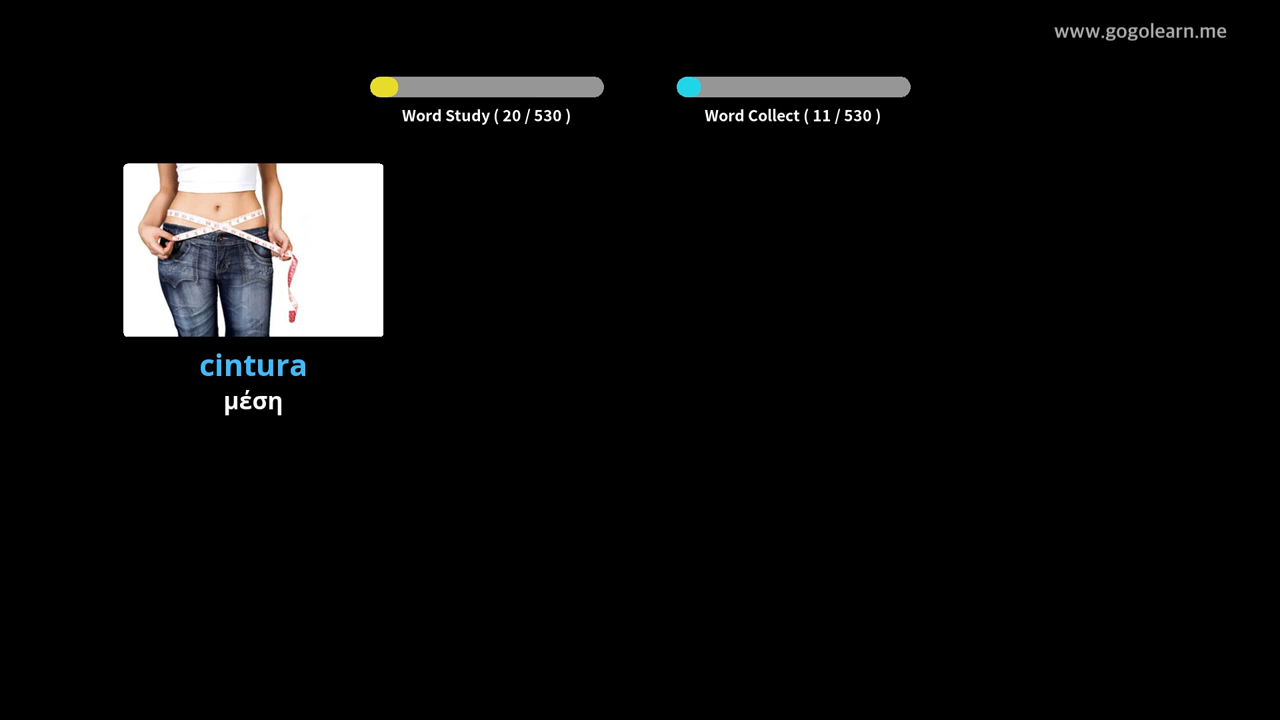 www.gogolearn.me
Word Study ( 20 / 530 )
Word Collect ( 11 / 530 )
cintura
μέση